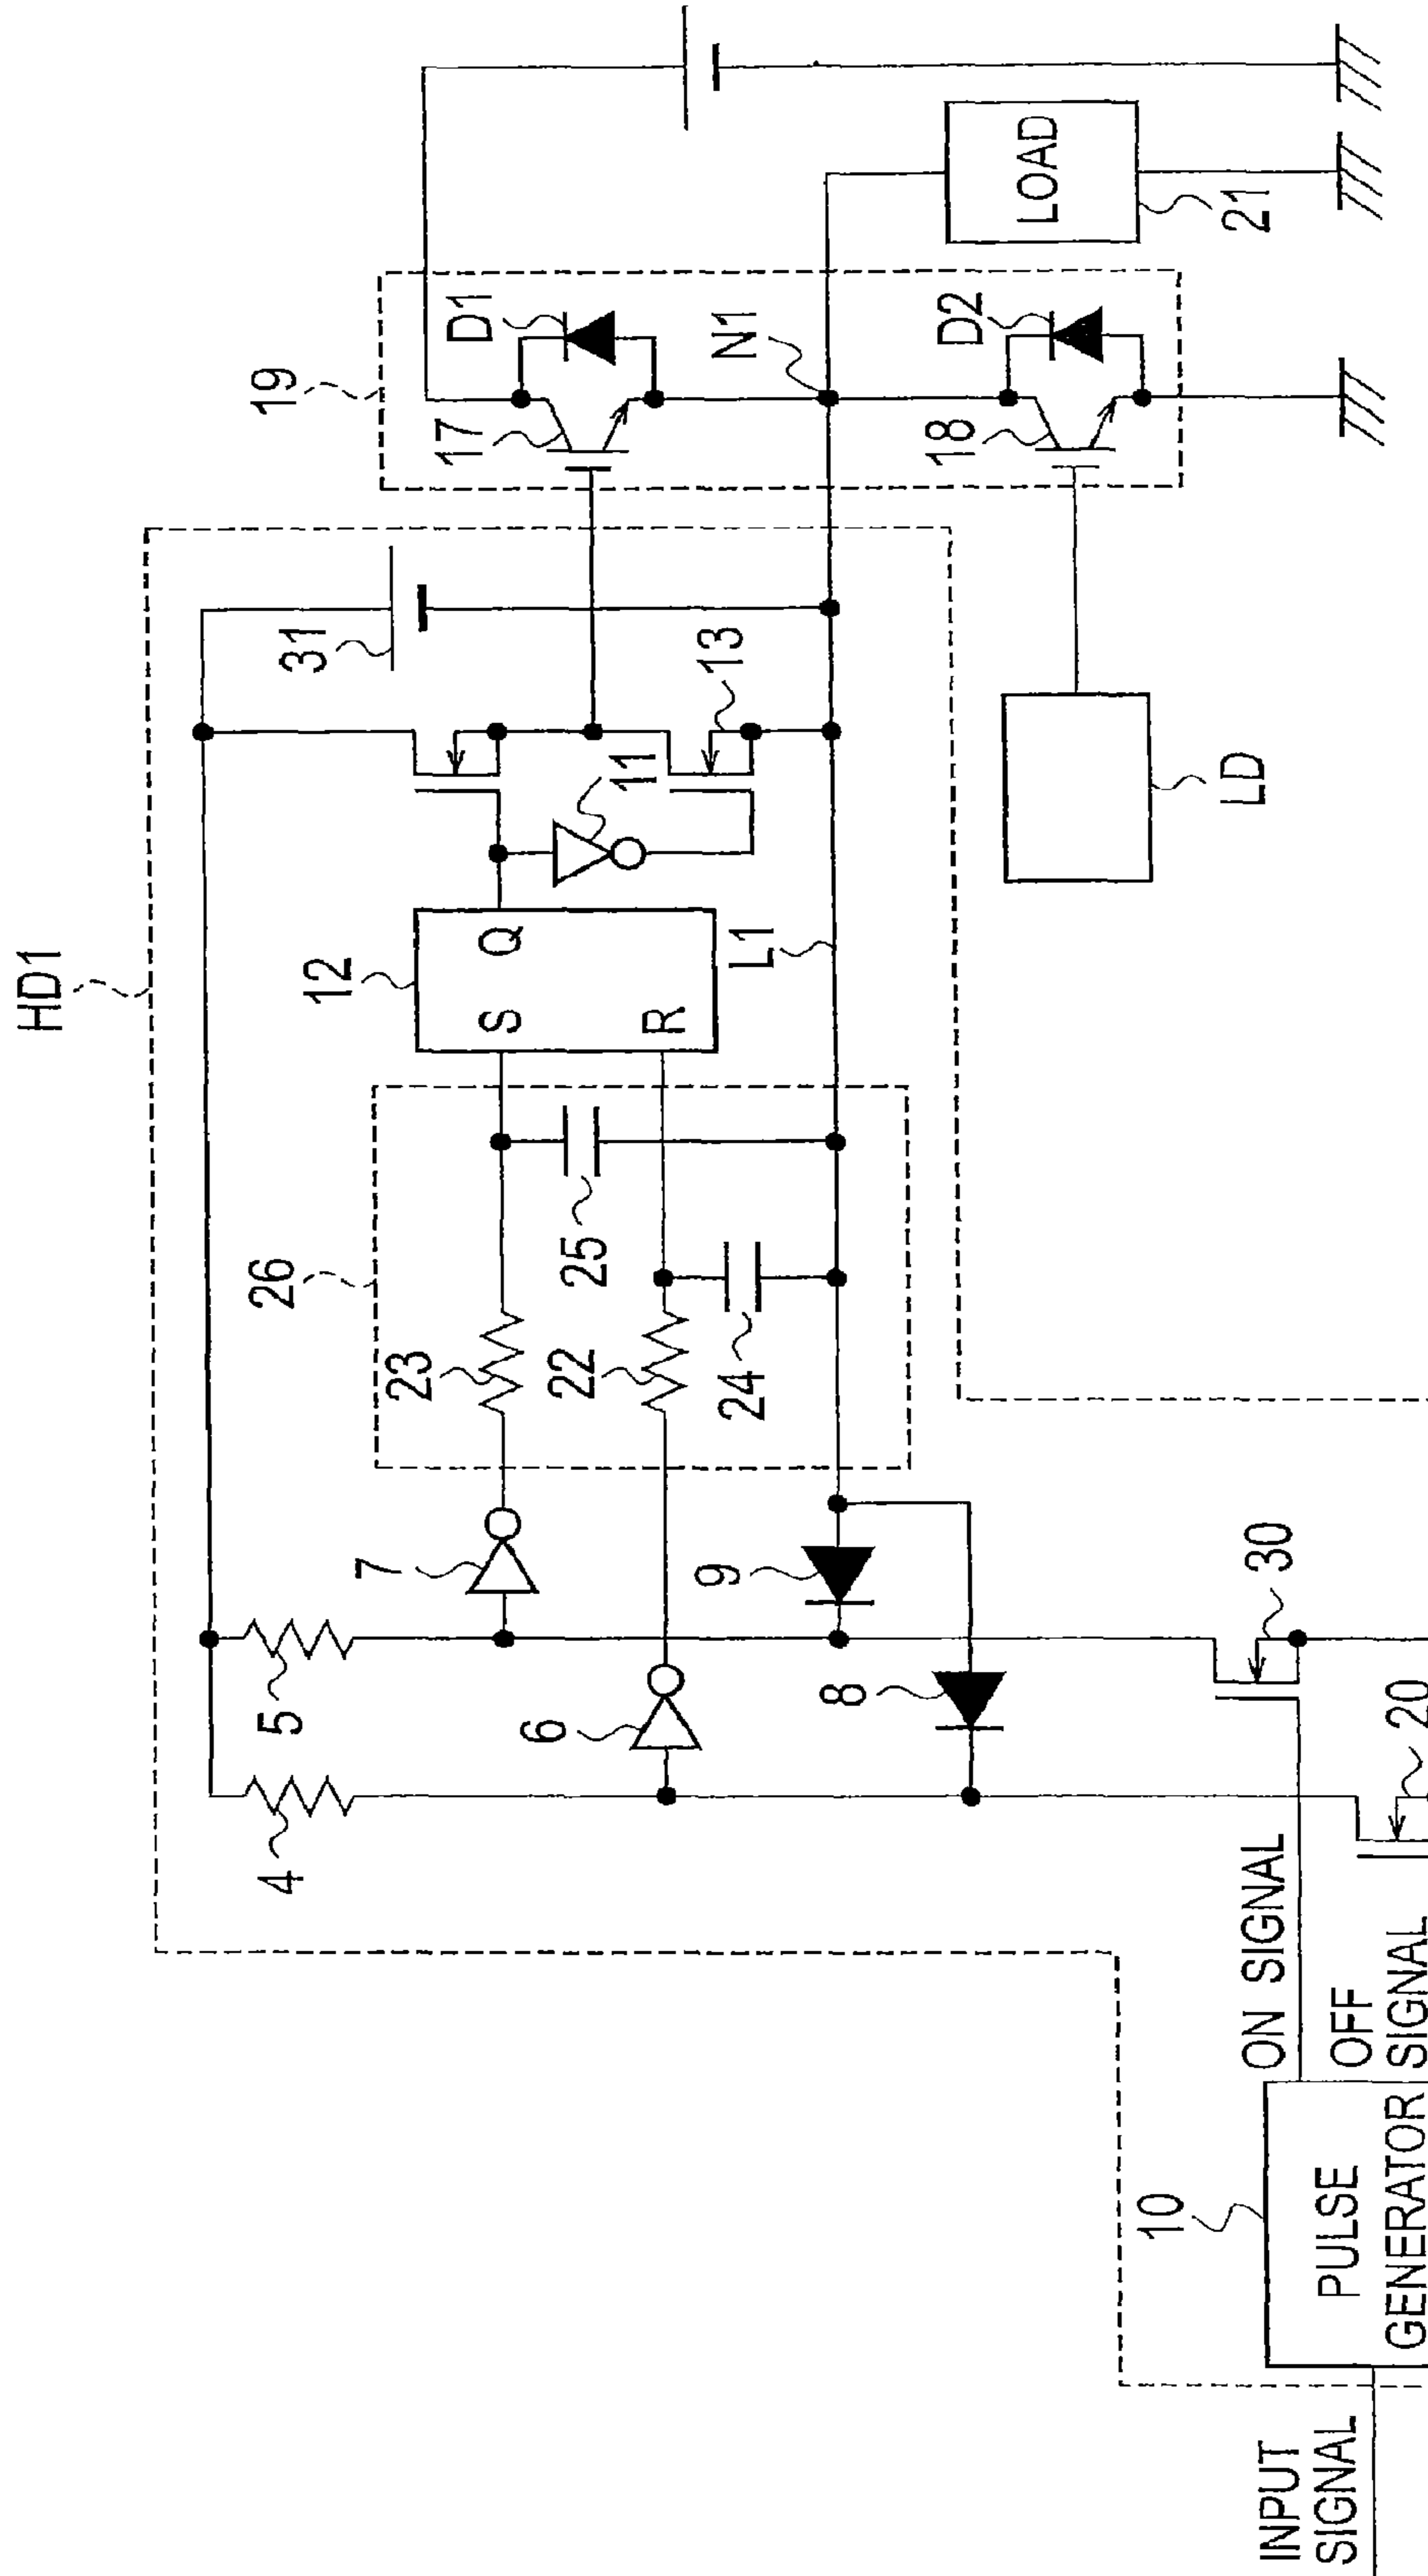 HD1
19
D1
17
N1
D2
18
LOAD
21
31
13
11
12
S
Q
R
L1
LD
26
23
25
22
24
7
9
5
6
8
4
30
20
ON SIGNAL
OFF
SIGNAL
10
PULSE
GENERATOR
INPUT
SIGNAL